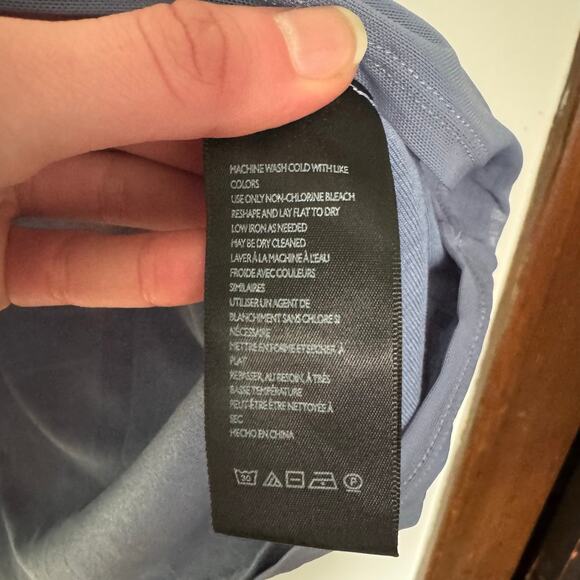 MACHINE WASH COLD WITH LIKE
COLORS
USE ONLY NON-CHLORINE BLEACH
RESHAPE AND LAY FLAT TO DRY
LOW IRON AS NEEDED
MAY BE DRY CLEANED
LAVER À LA MACHINE À L'EAU
FROIDE AVEC COULEURS
SIMILAIRES
UTILISER UN AGENT DE
BLANCHIMENT SANS CHLORE SI
NÉCESSAIRE
METTRE EN FORME ET SÉCHER À
PLAT
REPASSER, AU BESOIN, À TRÈS
BASSE TEMPÉRATURE
PEUT-ÊTRE ÊTRE NETTOYÉE À
SEC
HECHO EN CHINA
30 P